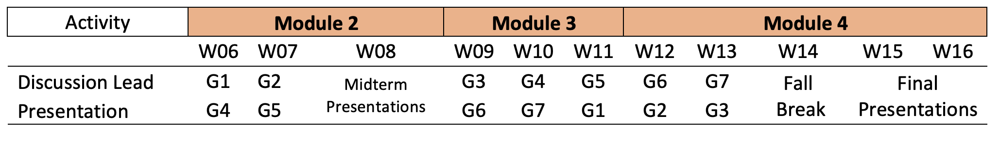 Activity Module 2 Module 3 Module 4
W06 W07 W08 W09 W10 W11 W12 W13 W14 W15 W16
Discussion Lead G1 G2 Midterm G3 G4 G5 G6 G7 Fall Final
Presentation G4 G5 Presentations G6 G7 G1 G2 G3 Break Presentations